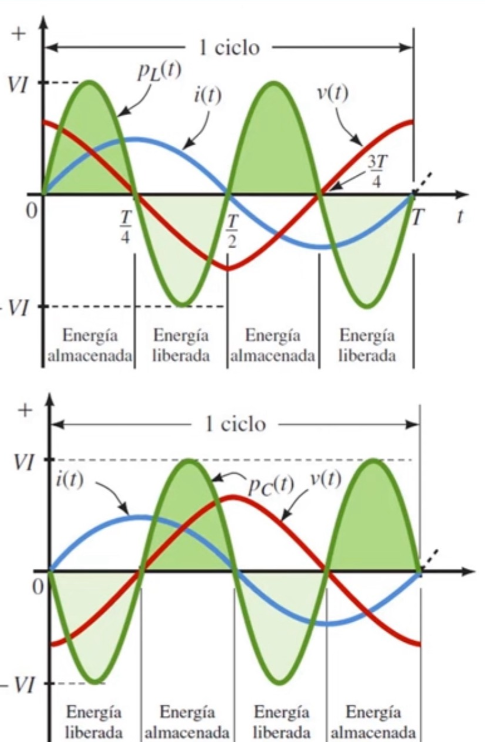 +
1 ciclo
VI
p_L(t)
i(t)
v(t)
3T/4
0
T/4
T/2
T
t
- VI
Energía almacenada
Energía liberada
Energía almacenada
Energía liberada
+
1 ciclo
VI
i(t)
p_C(t)
v(t)
0
- VI
Energía liberada
Energía almacenada
Energía liberada
Energía almacenada